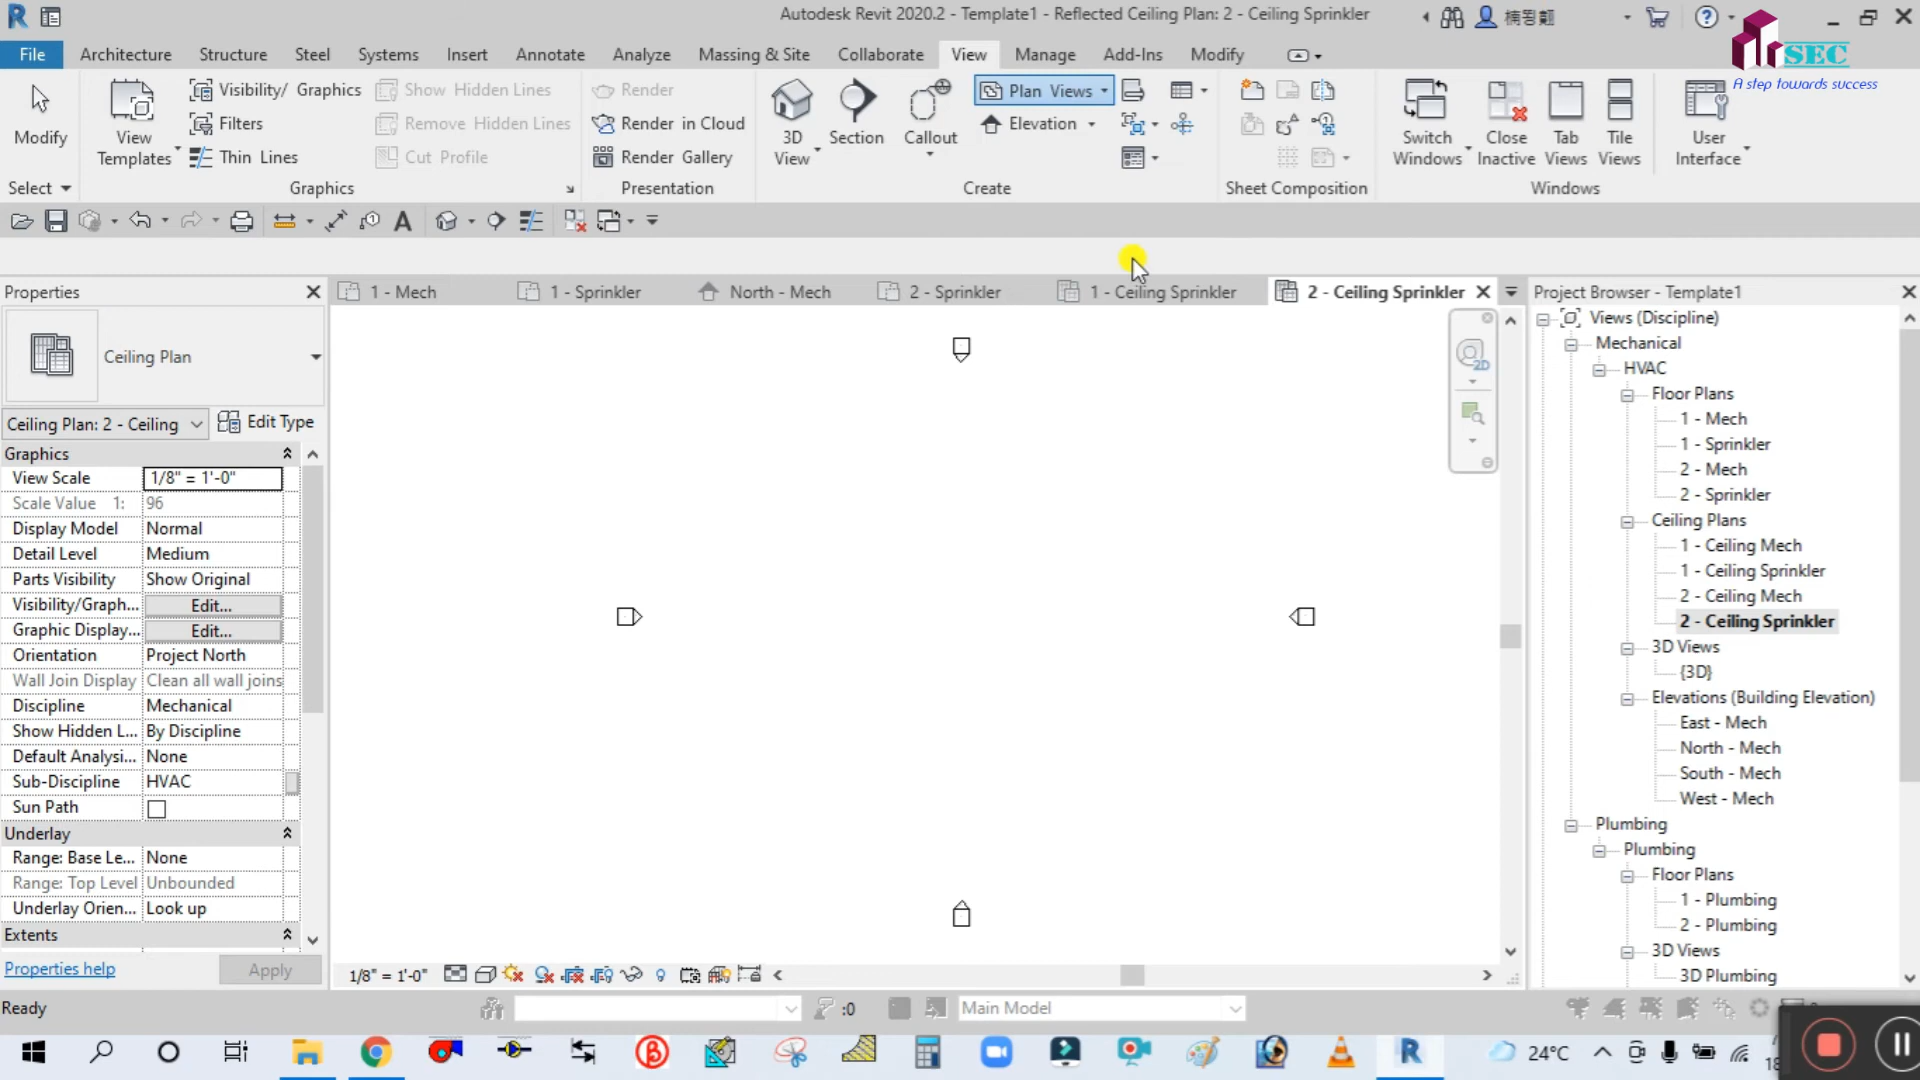 Autodesk Revit 2020.2 - Template1 - Reflected Ceiling Plan: 2 - Ceiling Sprinkler
SEC
A step towards success
File Architecture Structure Steel Systems Insert Annotate Analyze Massing & Site Collaborate View Manage Add-Ins Modify
Modify
View Templates
Visibility/ Graphics
Filters
Thin Lines
Show Hidden Lines
Remove Hidden Lines
Cut Profile
Render
Render in Cloud
Render Gallery
3D View
Section
Callout
Plan Views
Elevation
Switch Windows
Close Inactive
Tab Views
Tile Views
User Interface
Select Graphics Presentation Create Sheet Composition Windows
Properties
1 - Mech 1 - Sprinkler North - Mech 2 - Sprinkler 1 - Ceiling Sprinkler 2 - Ceiling Sprinkler
Project Browser - Template1
Ceiling Plan
Ceiling Plan: 2 - Ceiling Edit Type
Graphics
View Scale 1/8" = 1'-0"
Scale Value 1: 96
Display Model Normal
Detail Level Medium
Parts Visibility Show Original
Visibility/Graph... Edit...
Graphic Display... Edit...
Orientation Project North
Wall Join Display Clean all wall joins
Discipline Mechanical
Show Hidden L... By Discipline
Default Analysi... None
Sub-Discipline HVAC
Sun Path
Underlay
Range: Base Le... None
Range: Top Level Unbounded
Underlay Orien... Look up
Extents
Properties help Apply
2D
Views (Discipline)
Mechanical
HVAC
Floor Plans
1 - Mech
1 - Sprinkler
2 - Mech
2 - Sprinkler
Ceiling Plans
1 - Ceiling Mech
1 - Ceiling Sprinkler
2 - Ceiling Mech
2 - Ceiling Sprinkler
3D Views
{3D}
Elevations (Building Elevation)
East - Mech
North - Mech
South - Mech
West - Mech
Plumbing
Plumbing
Floor Plans
1 - Plumbing
2 - Plumbing
3D Views
3D Plumbing
1/8" = 1'-0"
Ready
:0
Main Model
24°C